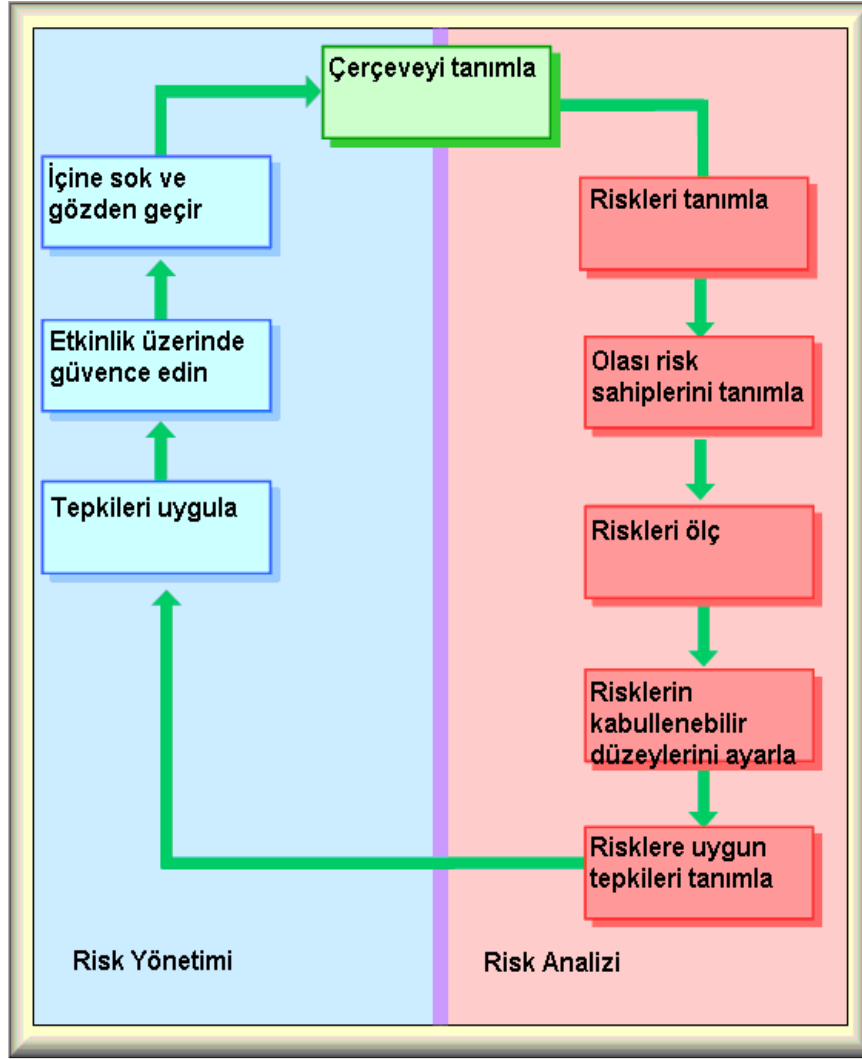 Çerçeveyi tanımla
Riskleri tanımla
Olası risk
sahiplerini tanımla
Riskleri ölç
Risklerin
kabullenebilir
düzeylerini ayarla
Risklere uygun
tepkileri tanımla
Tepkileri uygula
Etkinlik üzerinde
güvence edin
İçine sok ve
gözden geçir
Risk Yönetimi
Risk Analizi